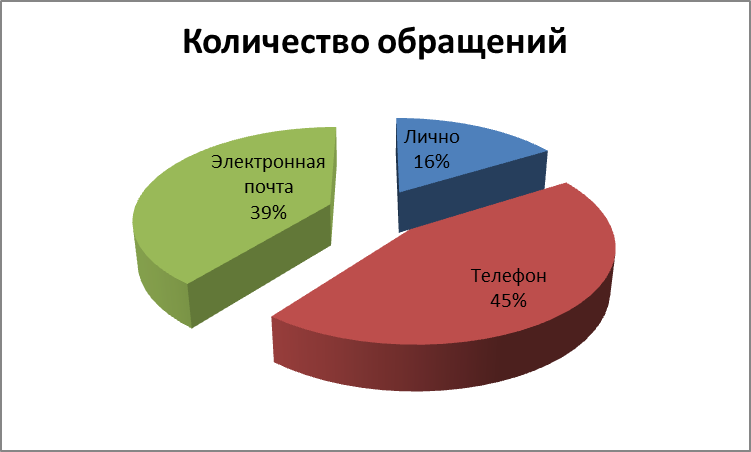 Количество обращений
Лично
16%
Электронная
почта
39%
Телефон
45%